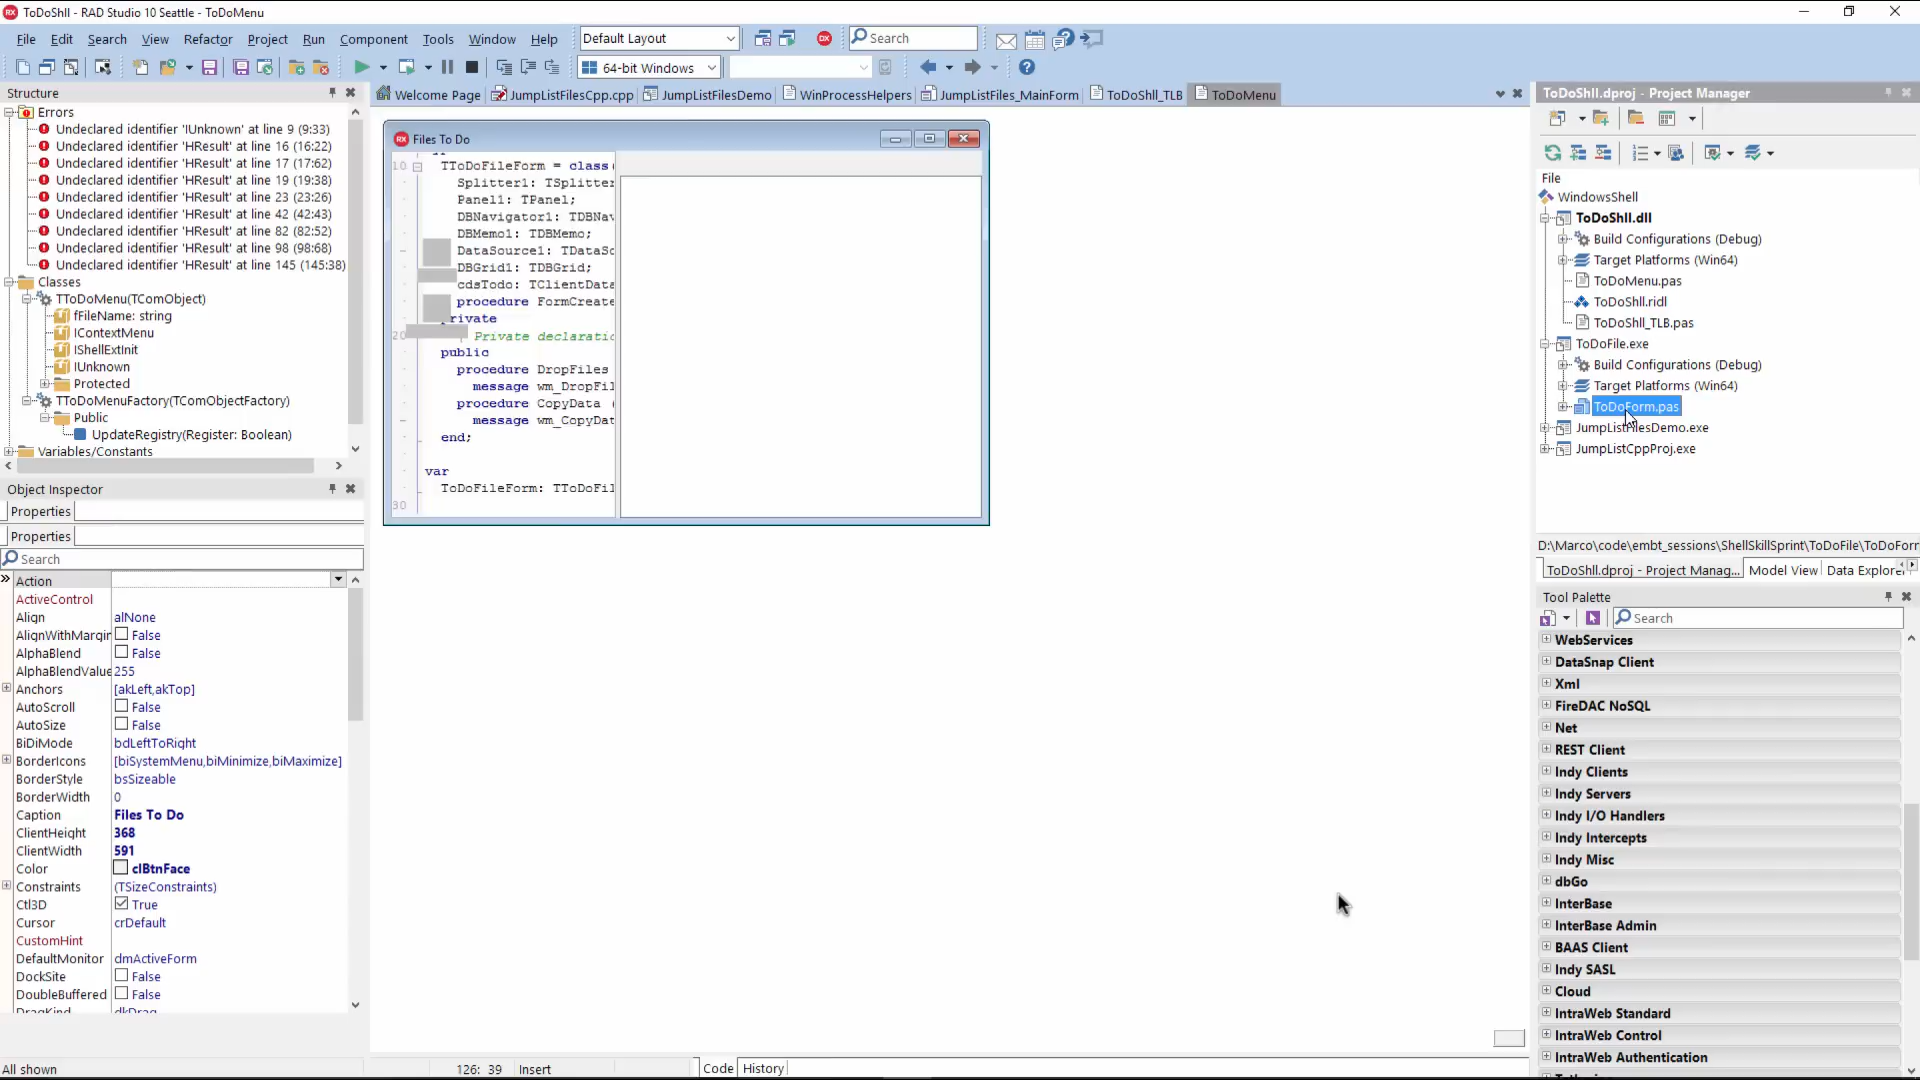 ToDoShll - RAD Studio 10 Seattle - ToDoMenu
File Edit Search View Refactor Project Run Component Tools Window Help
Default Layout
Search
64-bit Windows
Structure
Errors
Undeclared identifier 'IUnknown' at line 9 (9:33)
Undeclared identifier 'HResult' at line 16 (16:22)
Undeclared identifier 'HResult' at line 17 (17:62)
Undeclared identifier 'HResult' at line 19 (19:38)
Undeclared identifier 'HResult' at line 23 (23:26)
Undeclared identifier 'HResult' at line 42 (42:43)
Undeclared identifier 'HResult' at line 82 (82:52)
Undeclared identifier 'HResult' at line 98 (98:68)
Undeclared identifier 'HResult' at line 145 (145:38)
Classes
TToDoMenu(TComObject)
fFileName: string
IContextMenu
IShellExtInit
IUnknown
Protected
TToDoMenuFactory(TComObjectFactory)
Public
UpdateRegistry(Register: Boolean)
Variables/Constants
Object Inspector
Properties
Properties
Search
Action
ActiveControl
Align alNone
AlignWithMargin False
AlphaBlend False
AlphaBlendValue 255
Anchors [akLeft,akTop]
AutoScroll False
AutoSize False
BiDiMode bdLeftToRight
BorderIcons [biSystemMenu,biMinimize,biMaximize]
BorderStyle bsSizeable
BorderWidth 0
Caption Files To Do
ClientHeight 368
ClientWidth 591
Color clBtnFace
Constraints (TSizeConstraints)
Ctl3D True
Cursor crDefault
CustomHint
DefaultMonitor dmActiveForm
DockSite False
DoubleBuffered False
DragKind dkDrag
All shown
Welcome Page JumpListFilesCpp.cpp JumpListFilesDemo WinProcessHelpers JumpListFiles_MainForm ToDoShll_TLB ToDoMenu
Files To Do
10 TToDoFileForm = class(
Splitter1: TSplitter
Panel1: TPanel;
DBNavigator1: TDBNav
DBMemo1: TDBMemo;
DataSource1: TDataSo
DBGrid1: TDBGrid;
cdsTodo: TClientData
procedure FormCreate
rivate
20 Private declaratio
public
procedure DropFiles
message wm_DropFil
procedure CopyData (
message wm_CopyDat
end;
var
ToDoFileForm: TToDoFil
30
126: 39 Insert
Code History
ToDoShll.dproj - Project Manager
File
WindowsShell
ToDoShll.dll
Build Configurations (Debug)
Target Platforms (Win64)
ToDoMenu.pas
ToDoShll.ridl
ToDoShll_TLB.pas
ToDoFile.exe
Build Configurations (Debug)
Target Platforms (Win64)
ToDoForm.pas
JumpListFilesDemo.exe
JumpListCppProj.exe
D:\Marco\code\embt_sessions\ShellSkillSprint\ToDoFile\ToDoForm
ToDoShll.dproj - Project Manag... Model View Data Explorer
Tool Palette
Search
WebServices
DataSnap Client
Xml
FireDAC NoSQL
Net
REST Client
Indy Clients
Indy Servers
Indy I/O Handlers
Indy Intercepts
Indy Misc
dbGo
InterBase
InterBase Admin
BAAS Client
Indy SASL
Cloud
IntraWeb Standard
IntraWeb Control
IntraWeb Authentication